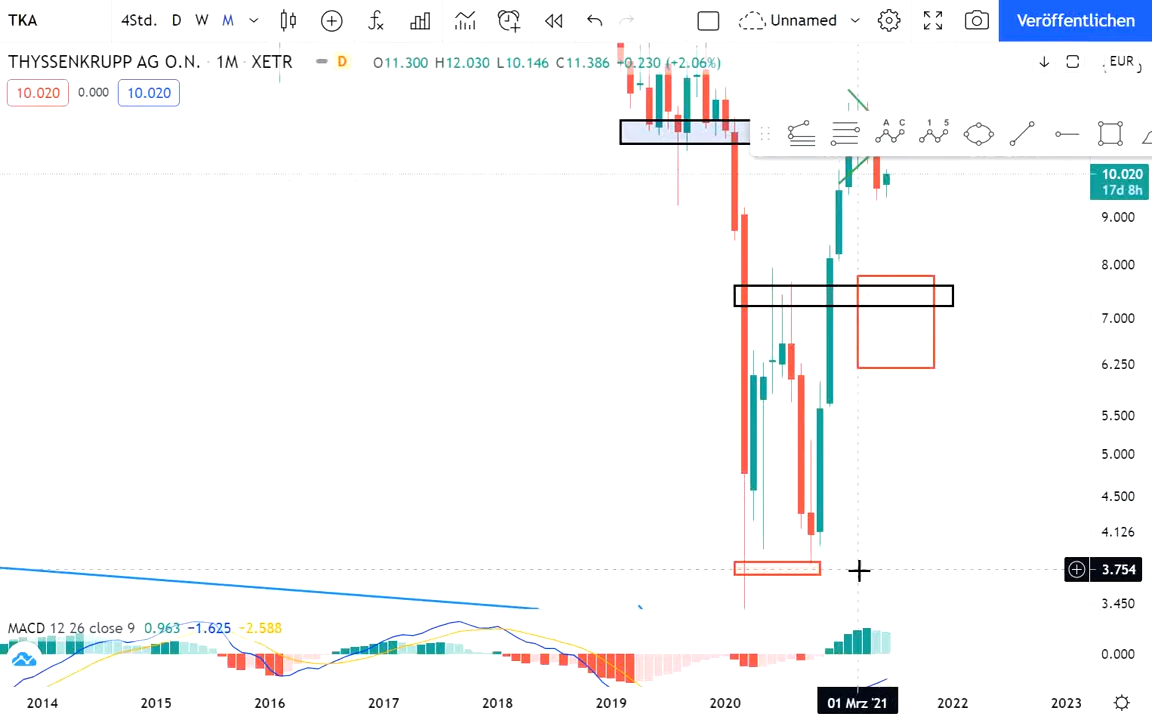 TKA 4Std. D W M Unnamed Veröffentlichen
THYSSENKRUPP AG O.N. · 1M · XETR D O11.300 H12.030 L10.146 C11.386 +0.230 (+2.06%) EUR
10.020 0.000 10.020
A C 1 5
10.020
17d 8h
9.000
8.000
7.000
6.250
5.500
5.000
4.500
4.126
3.754
3.450
MACD 12 26 close 9 0.963 −1.625 −2.588
0.000
2014 2015 2016 2017 2018 2019 2020 01 Mrz '21 2022 2023